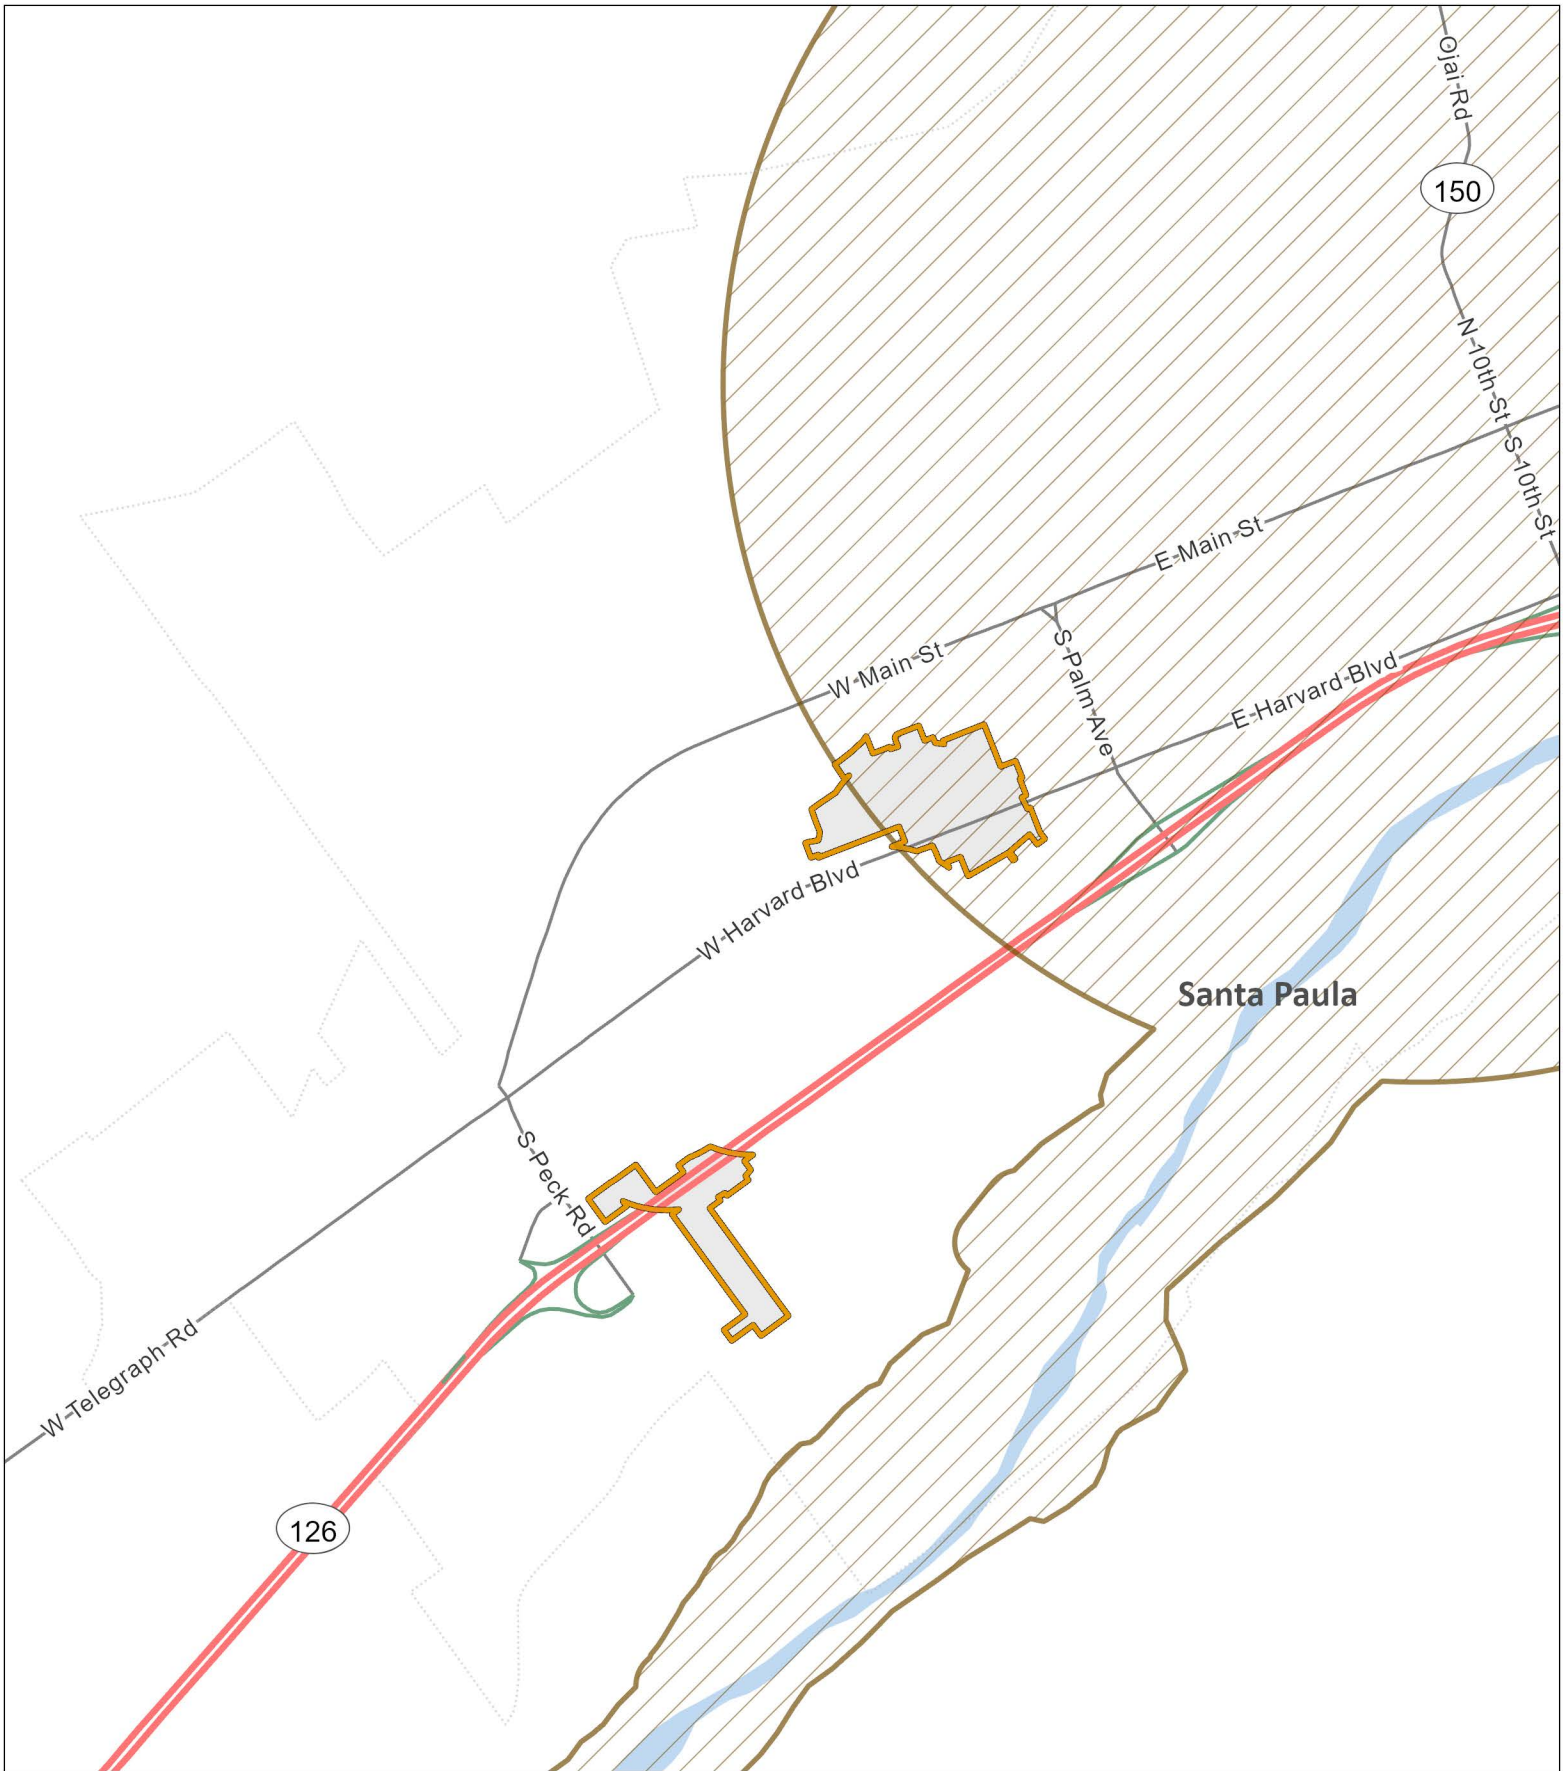 Ojai-Rd
150
N-10th-St
S-10th-St
E-Main-St
W-Main-St
S-Palm-Ave
E-Harvard-Blvd
W-Harvard-Blvd
Santa Paula
S-Peck-Rd
W-Telegraph-Rd
126